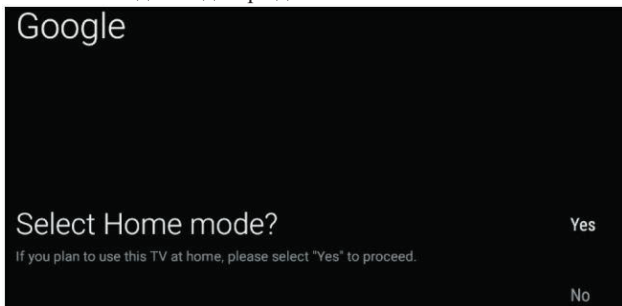 Google
Select Home mode?
Yes
If you plan to use this TV at home, please select "Yes" to proceed.
No